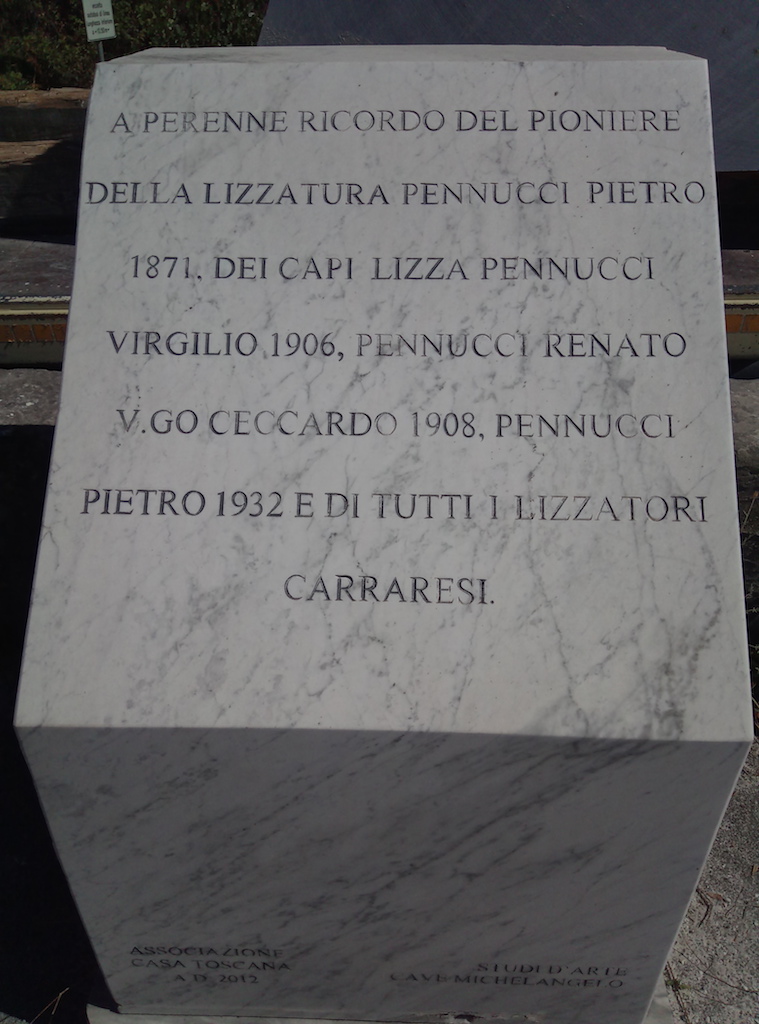 A PERENNE RICORDO DEL PIONIERE
DELLA LIZZATURA PENNUCCI PIETRO
1871. DEI CAPI LIZZA PENNUCCI
VIRGILIO 1906, PENNUCCI RENATO
V.GO CECCARDO 1908, PENNUCCI
PIETRO 1932 E DI TUTTI I LIZZATORI
CARRARESI.
ASSOCIAZIONE
CASA TOSCANA
A D 2012
STUDI D'ARTE
CAVE MICHELANGELO